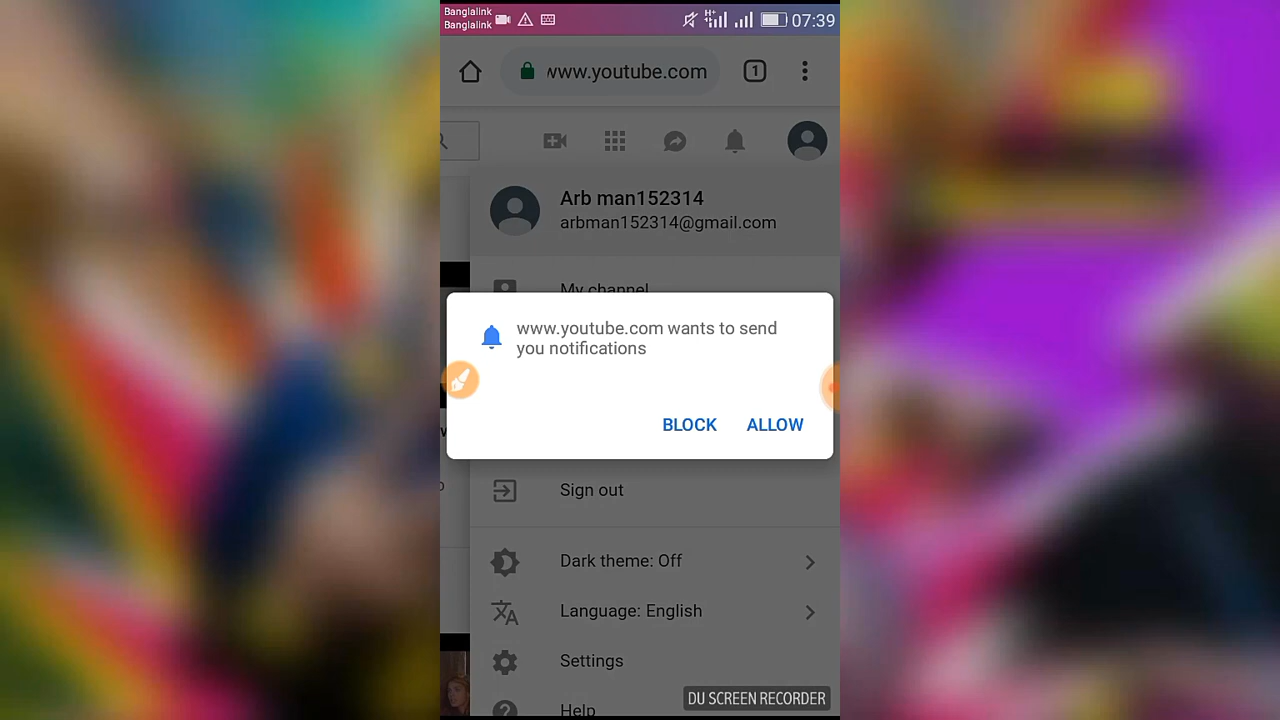 Banglalink
Banglalink
07:39
www.youtube.com
1
Arb man152314
arbman152314@gmail.com
My channel
www.youtube.com wants to send
you notifications
BLOCK ALLOW
Sign out
Dark theme: Off
Language: English
Settings
DU SCREEN RECORDER
Help